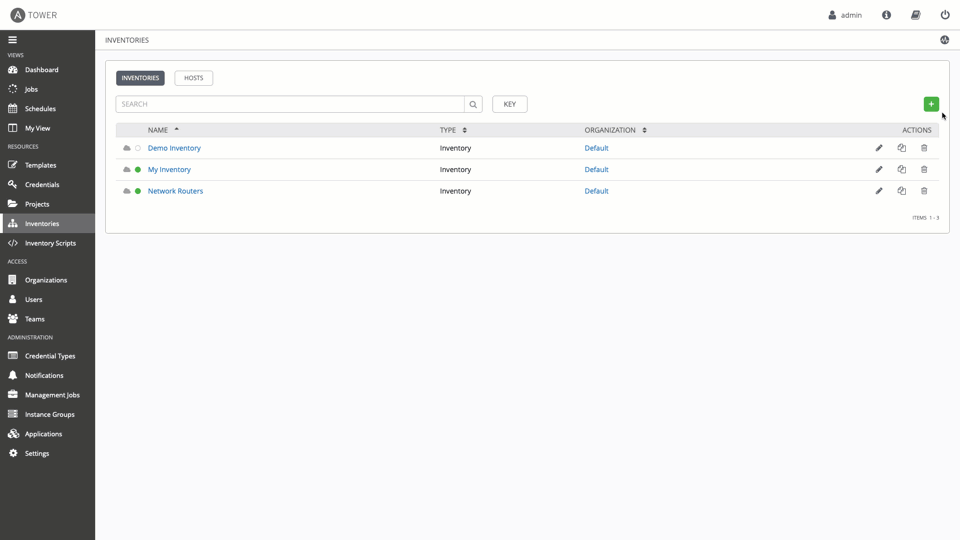 A TOWER
admin
VIEWS
Dashboard
Jobs
Schedules
My View
RESOURCES
Templates
Credentials
Projects
Inventories
Inventory Scripts
ACCESS
Organizations
Users
Teams
ADMINISTRATION
Credential Types
Notifications
Management Jobs
Instance Groups
Applications
Settings
INVENTORIES
INVENTORIES HOSTS
SEARCH KEY +
NAME TYPE ORGANIZATION ACTIONS
Demo Inventory Inventory Default
My Inventory Inventory Default
Network Routers Inventory Default
ITEMS 1 - 3